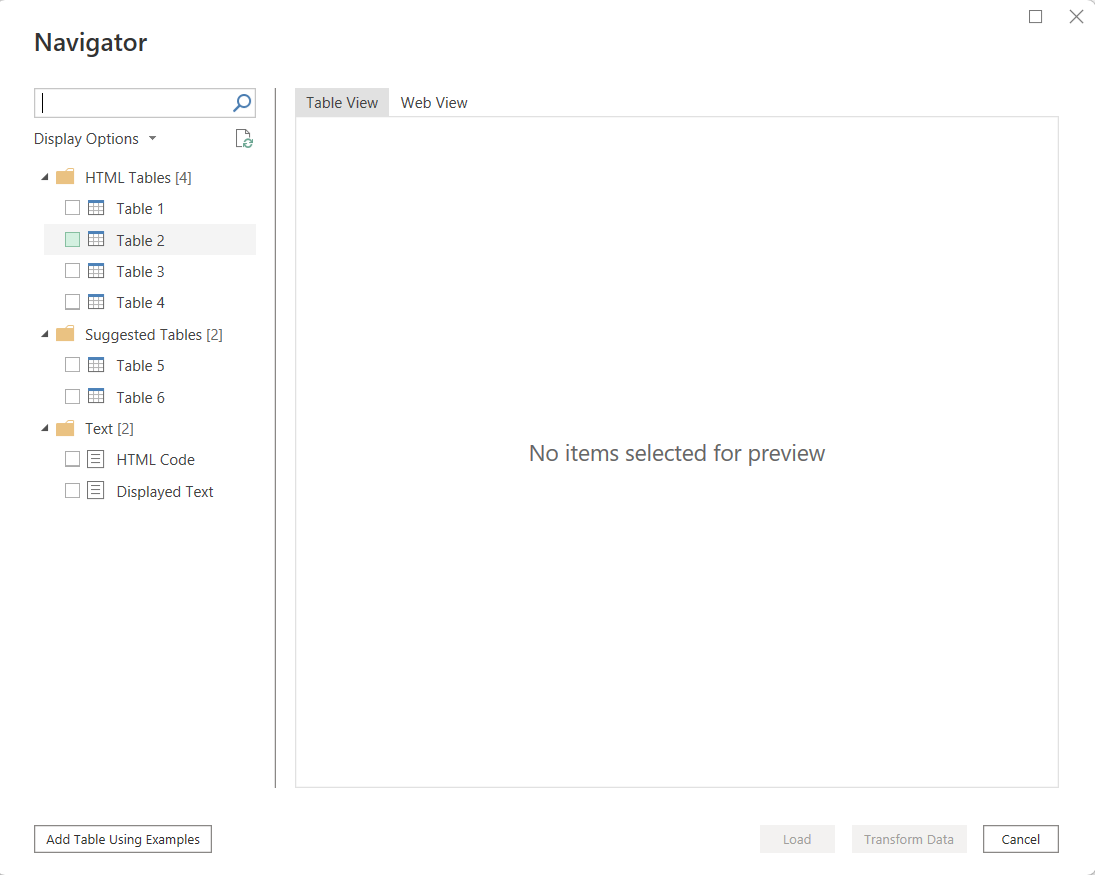 Navigator
Display Options
HTML Tables [4]
Table 1
Table 2
Table 3
Table 4
Suggested Tables [2]
Table 5
Table 6
Text [2]
HTML Code
Displayed Text
Table View Web View
No items selected for preview
Add Table Using Examples
Load Transform Data Cancel